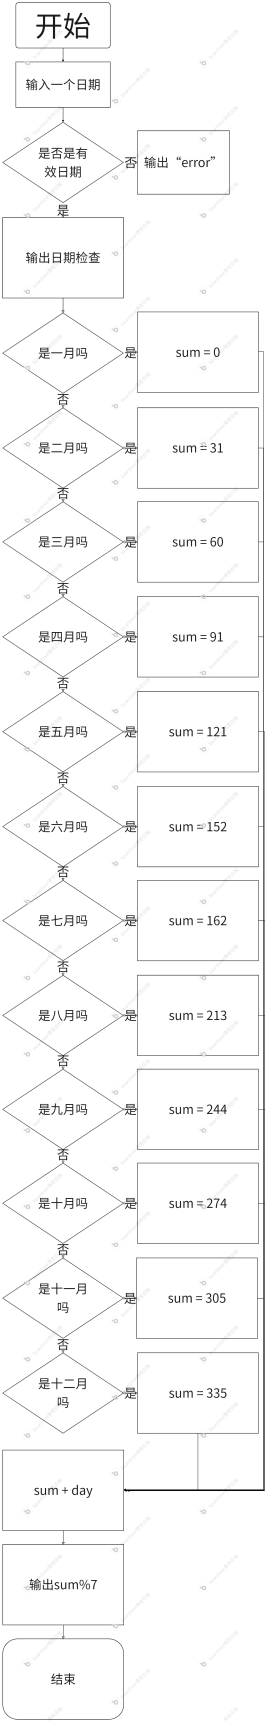 开始
输入一个日期
是否是有
效日期
否
输出“error”
是
输出日期检查
是一月吗
是
sum = 0
否
是二月吗
是
sum = 31
否
是三月吗
是
sum = 60
否
是四月吗
是
sum = 91
否
是五月吗
是
sum = 121
否
是六月吗
是
sum = 152
否
是七月吗
是
sum = 162
否
是八月吗
是
sum = 213
否
是九月吗
是
sum = 244
否
是十月吗
是
sum = 274
否
是十一月
吗
是
sum = 305
否
是十二月
吗
是
sum = 335
sum + day
输出sum%7
结束